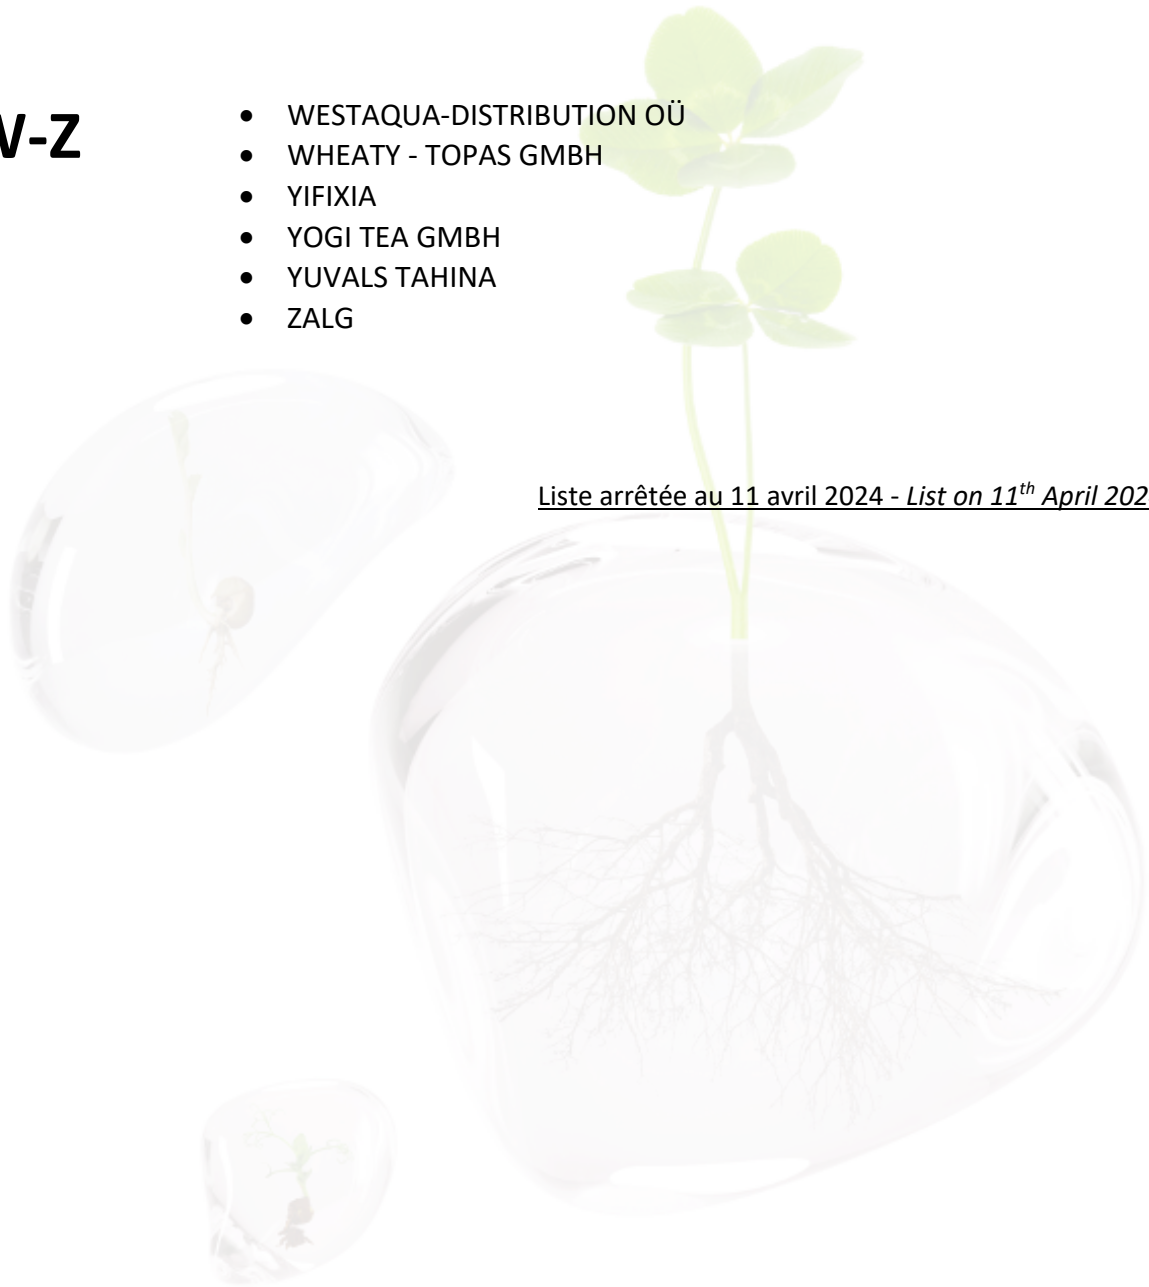 W-Z
• WESTAQUA-DISTRIBUTION OÜ
• WHEATY - TOPAS GMBH
• YIFIXIA
• YOGI TEA GMBH
• YUVALS TAHINA
• ZALG
Liste arrêtée au 11 avril 2024 - List on 11th April 202